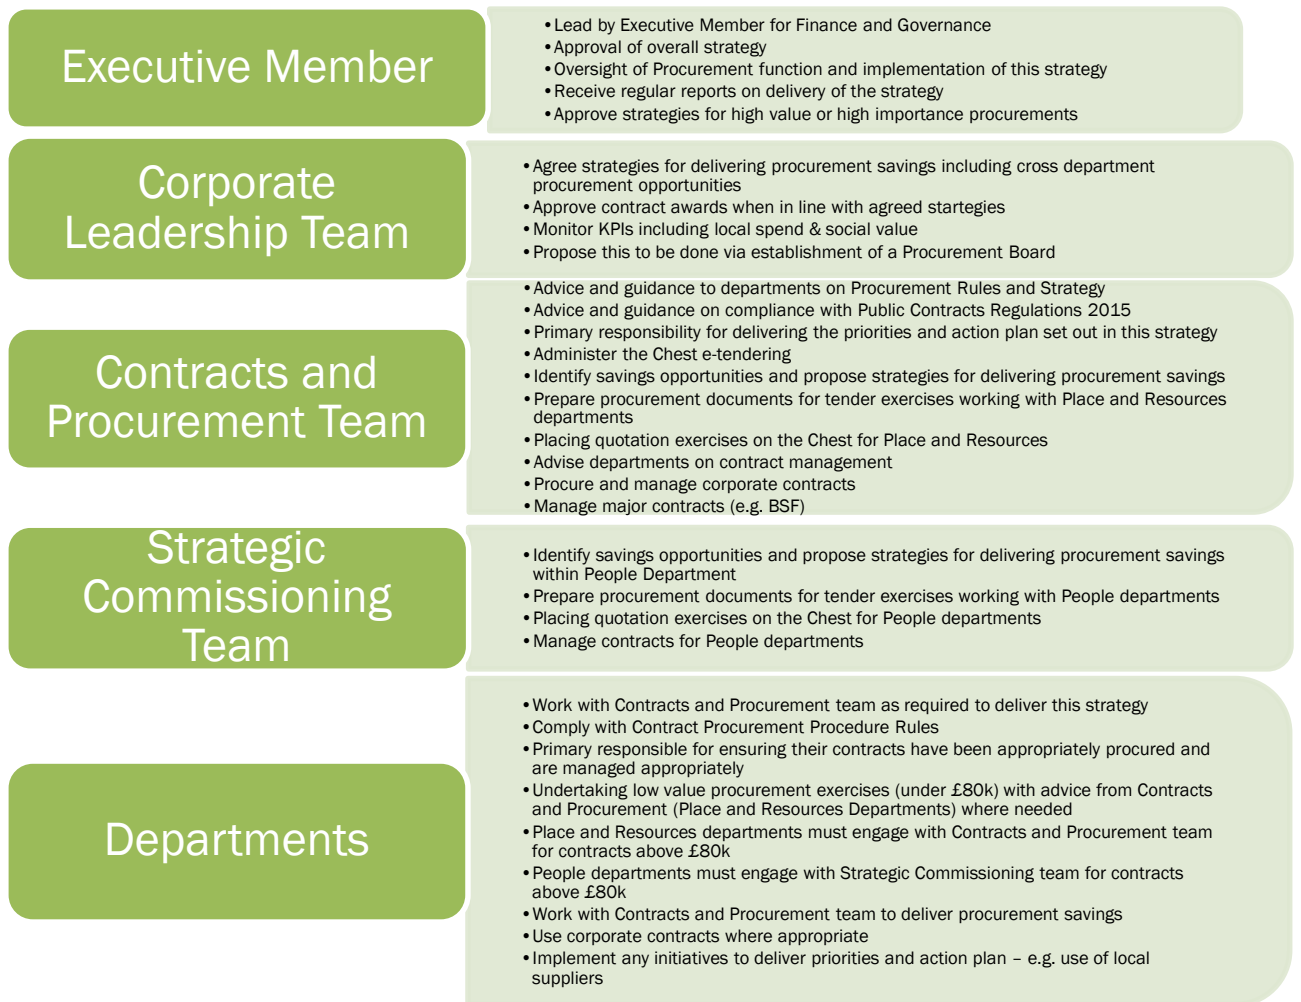 Executive Member
•Lead by Executive Member for Finance and Governance
•Approval of overall strategy
•Oversight of Procurement function and implementation of this strategy
•Receive regular reports on delivery of the strategy
•Approve strategies for high value or high importance procurements
Corporate
Leadership Team
•Agree strategies for delivering procurement savings including cross department
procurement opportunities
•Approve contract awards when in line with agreed startegies
•Monitor KPIs including local spend & social value
•Propose this to be done via establishment of a Procurement Board
Contracts and
Procurement Team
•Advice and guidance to departments on Procurement Rules and Strategy
•Advice and guidance on compliance with Public Contracts Regulations 2015
•Primary responsibility for delivering the priorities and action plan set out in this strategy
•Administer the Chest e-tendering
•Identify savings opportunities and propose strategies for delivering procurement savings
•Prepare procurement documents for tender exercises working with Place and Resources
departments
•Placing quotation exercises on the Chest for Place and Resources
•Advise departments on contract management
•Procure and manage corporate contracts
•Manage major contracts (e.g. BSF)
Strategic
Commissioning
Team
•Identify savings opportunities and propose strategies for delivering procurement savings
within People Department
•Prepare procurement documents for tender exercises working with People departments
•Placing quotation exercises on the Chest for People departments
•Manage contracts for People departments
Departments
•Work with Contracts and Procurement team as required to deliver this strategy
•Comply with Contract Procurement Procedure Rules
•Primary responsible for ensuring their contracts have been appropriately procured and
are managed appropriately
•Undertaking low value procurement exercises (under £80k) with advice from Contracts
and Procurement (Place and Resources Departments) where needed
•Place and Resources departments must engage with Contracts and Procurement team
for contracts above £80k
•People departments must engage with Strategic Commissioning team for contracts
above £80k
•Work with Contracts and Procurement team to deliver procurement savings
•Use corporate contracts where appropriate
•Implement any initiatives to deliver priorities and action plan – e.g. use of local
suppliers